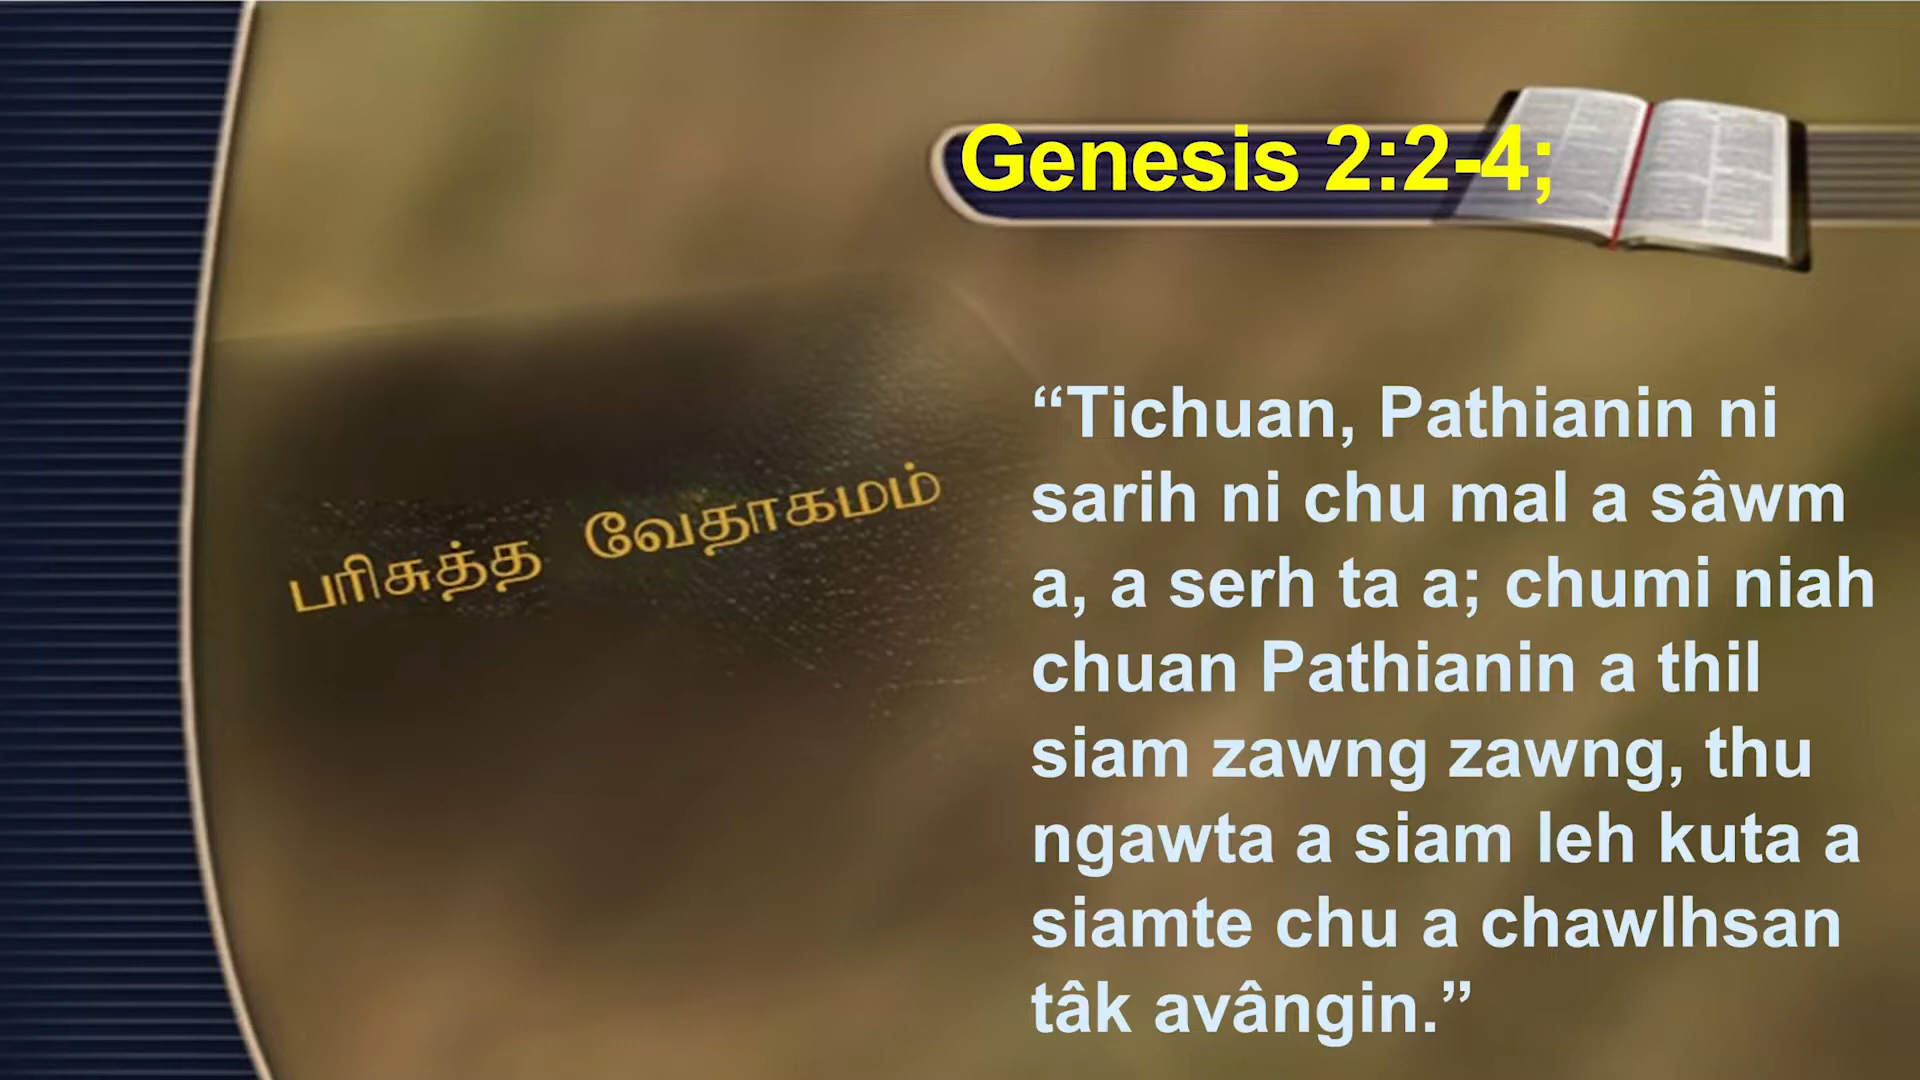 Genesis 2:2-4;
பரிசுத்த வேதாகமம்
“Tichuan, Pathianin ni
sarih ni chu mal a sâwm
a, a serh ta a; chumi niah
chuan Pathianin a thil
siam zawng zawng, thu
ngawta a siam leh kuta a
siamte chu a chawlhsan
tâk avângin.”